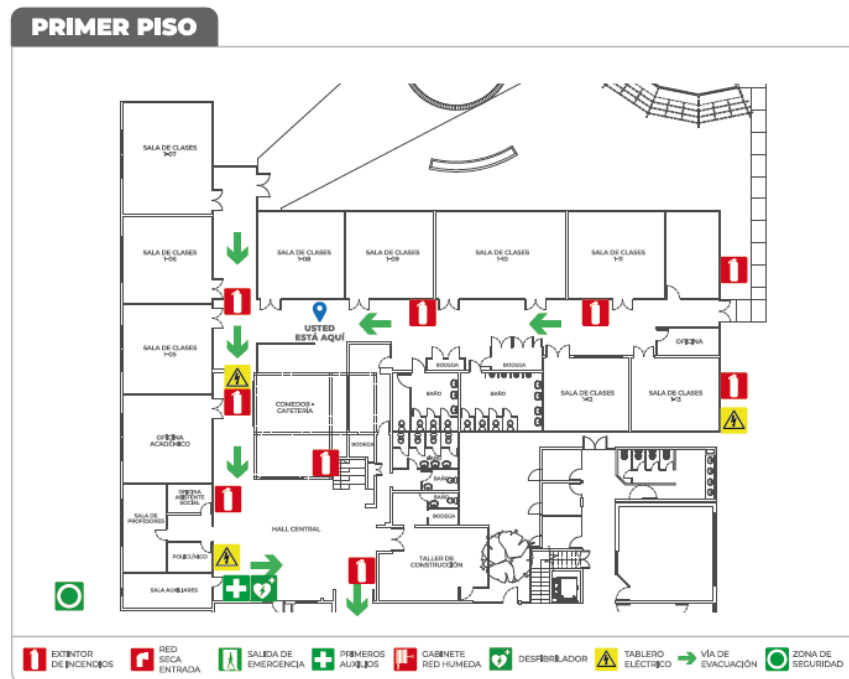 PRIMER PISO
SALA DE CLASES
1-07
SALA DE CLASES
1-06
SALA DE CLASES
1-08
SALA DE CLASES
1-09
SALA DE CLASES
1-10
SALA DE CLASES
1-11
USTED
ESTÁ AQUÍ
OFICINA
SALA DE CLASES
1-05
BODEGA
BODEGA
BAÑO
BAÑO
SALA DE CLASES
1-12
SALA DE CLASES
1-13
COMEDOR •
CAFETERÍA
OFICINA
ACADÉMICO
BODEGA
BAÑO
BAÑO
OFICINA
ASISTENTE
SOCIAL
SALA DE
PROFESORES
BAÑO
BODEGA
HALL CENTRAL
POLICLÍNICO
TALLER DE
CONSTRUCCIÓN
SALA AUXILIARES
EXTINTOR
DE INCENDIOS
RED
SECA
ENTRADA
SALIDA DE
EMERGENCIA
PRIMEROS
AUXILIOS
GABINETE
RED HUMEDA
DESFIBRILADOR
TABLERO
ELÉCTRICO
VÍA DE
EVACUACIÓN
ZONA DE
SEGURIDAD